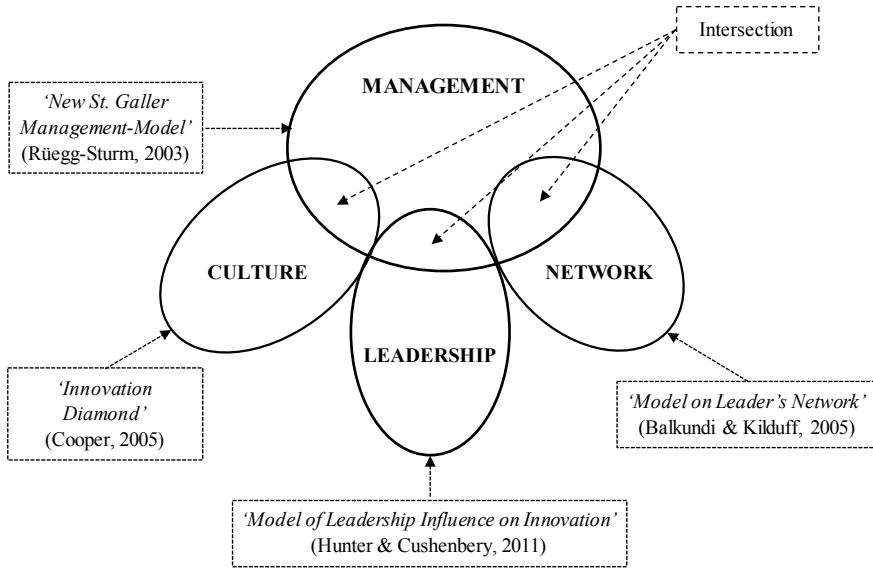 Intersection
MANAGEMENT
‘New St. Galler
Management-Model’
(Rüegg-Sturm, 2003)
CULTURE
NETWORK
LEADERSHIP
‘Innovation
Diamond’
(Cooper, 2005)
‘Model on Leader’s Network’
(Balkundi & Kilduff, 2005)
‘Model of Leadership Influence on Innovation’
(Hunter & Cushenbery, 2011)